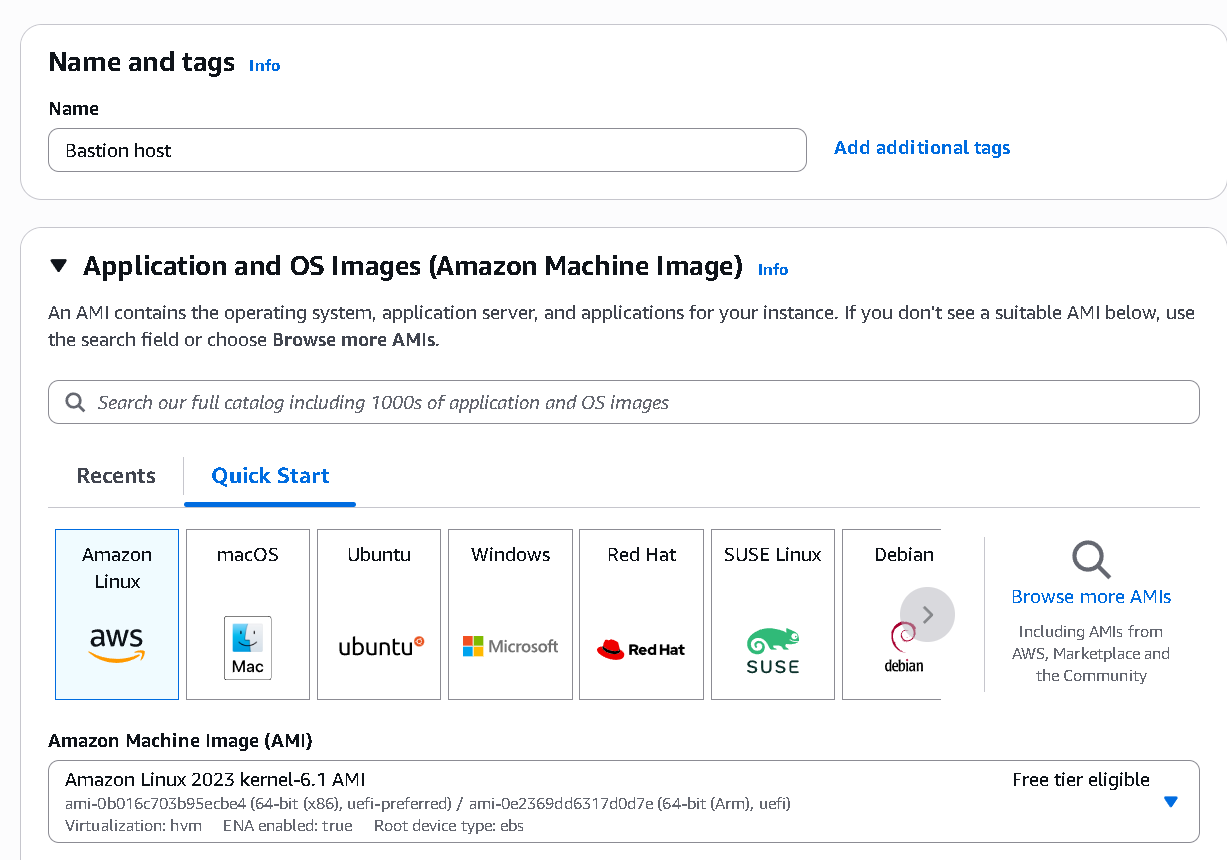 Name and tags Info
Name
Bastion host
Add additional tags
Application and OS Images (Amazon Machine Image) Info
An AMI contains the operating system, application server, and applications for your instance. If you don't see a suitable AMI below, use
the search field or choose Browse more AMIs.
Search our full catalog including 1000s of application and OS images
Recents
Quick Start
Amazon
Linux
aws
macOS
Mac
Ubuntu
ubuntu
Windows
Microsoft
Red Hat
Red Hat
SUSE Linux
SUSE
Debian
debian
Browse more AMIs
Including AMIs from
AWS, Marketplace and
the Community
Amazon Machine Image (AMI)
Amazon Linux 2023 kernel-6.1 AMI
Free tier eligible
ami-0b016c703b95ecbe4 (64-bit (x86), uefi-preferred) / ami-0e2369dd6317d0d7e (64-bit (Arm), uefi)
Virtualization: hvm ENA enabled: true Root device type: ebs